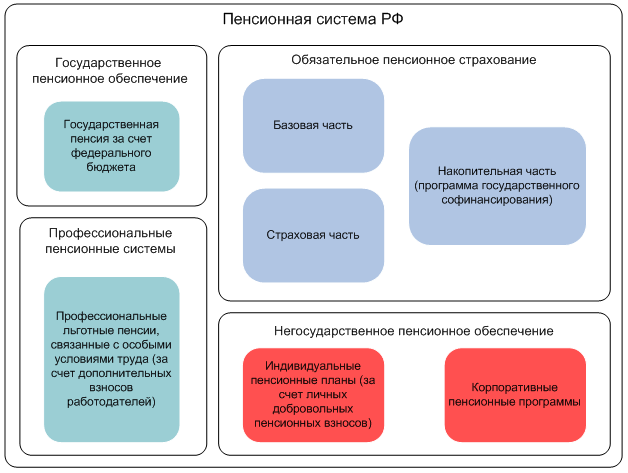 Пенсионная система РФ
Государственное
пенсионное обеспечение
Государственная
пенсия за счет
федерального
бюджета
Обязательное пенсионное страхование
Базовая часть
Страховая часть
Накопительная часть
(программа государственного
софинансирования)
Профессиональные
пенсионные системы
Профессиональные
льготные пенсии,
связанные с особыми
условиями труда (за
счет дополнительных
взносов
работодателей)
Негосударственное пенсионное обеспечение
Индивидуальные
пенсионные планы (за
счет личных
добровольных
пенсионных взносов)
Корпоративные
пенсионные программы